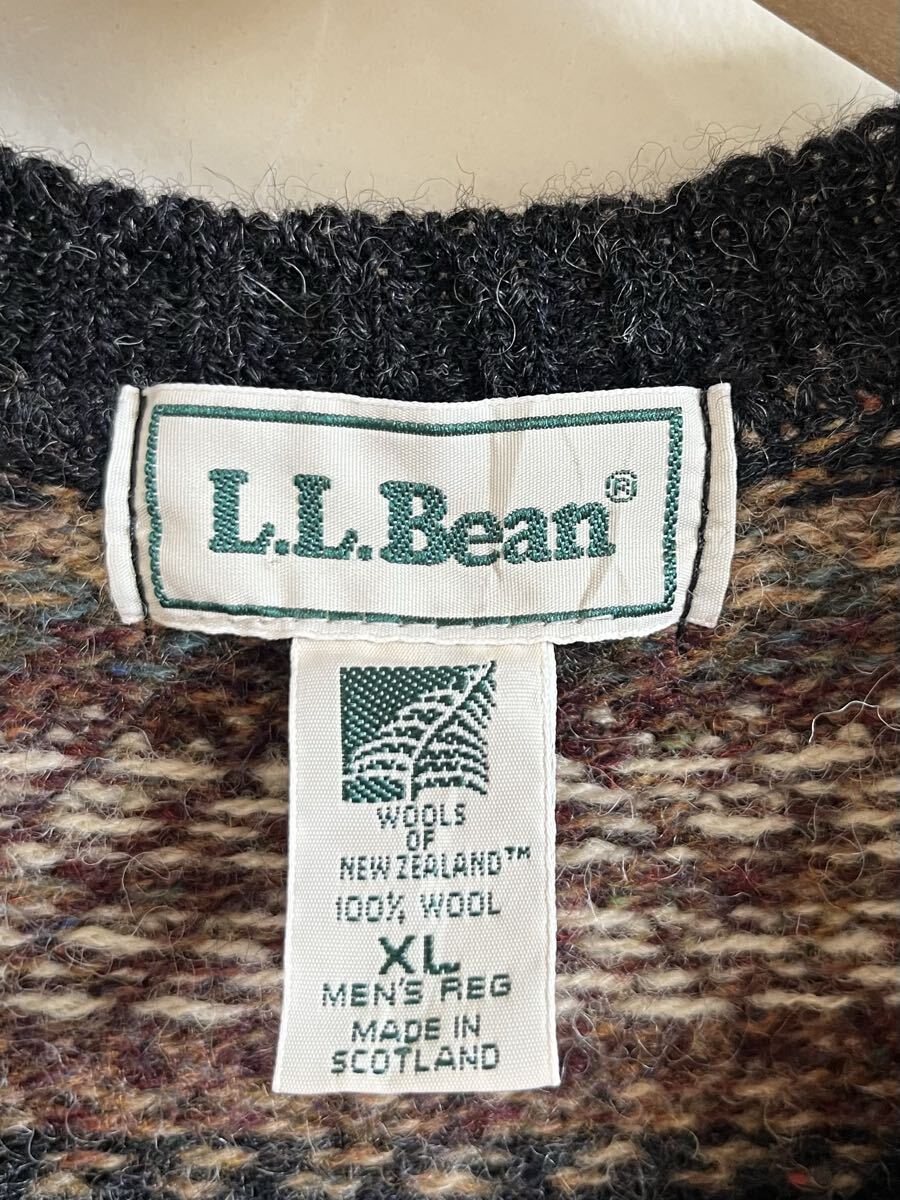 L.L.Bean®
WOOLS
OF
NEW ZEALAND™
100% WOOL
XL
MEN'S REG
MADE IN
SCOTLAND